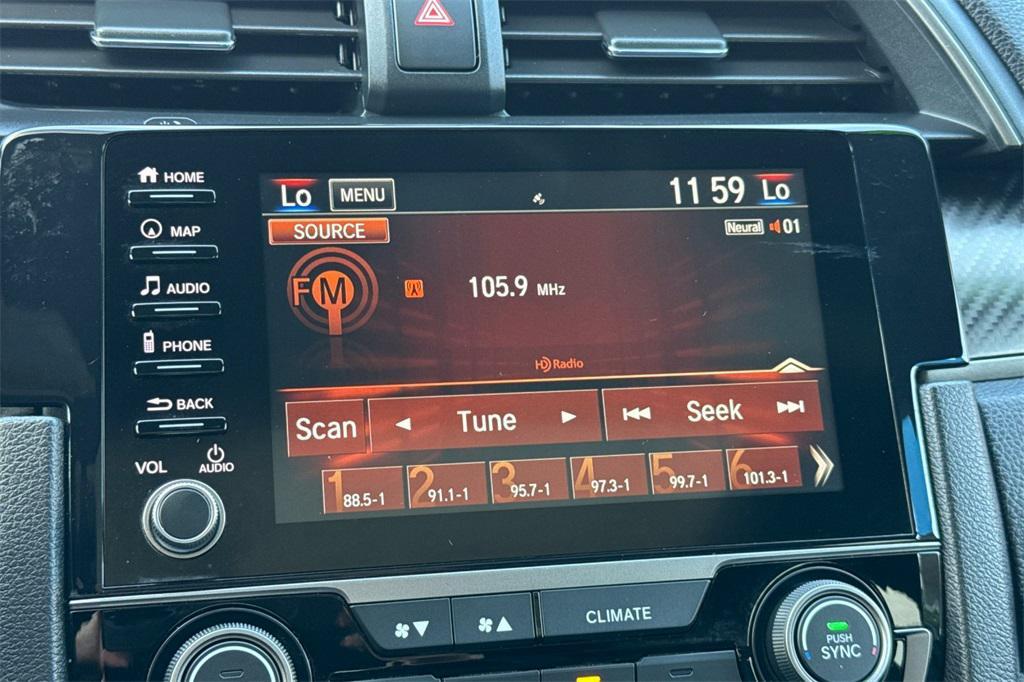 HOME
MAP
AUDIO
PHONE
BACK
VOL
AUDIO
Lo MENU 11 59 Lo
SOURCE Neural 01
FM 105.9 MHz
HD Radio
Scan Tune Seek
1 88.5-1 2 91.1-1 3 95.7-1 4 97.3-1 5 99.7-1 6 101.3-1
CLIMATE
PUSH
SYNC